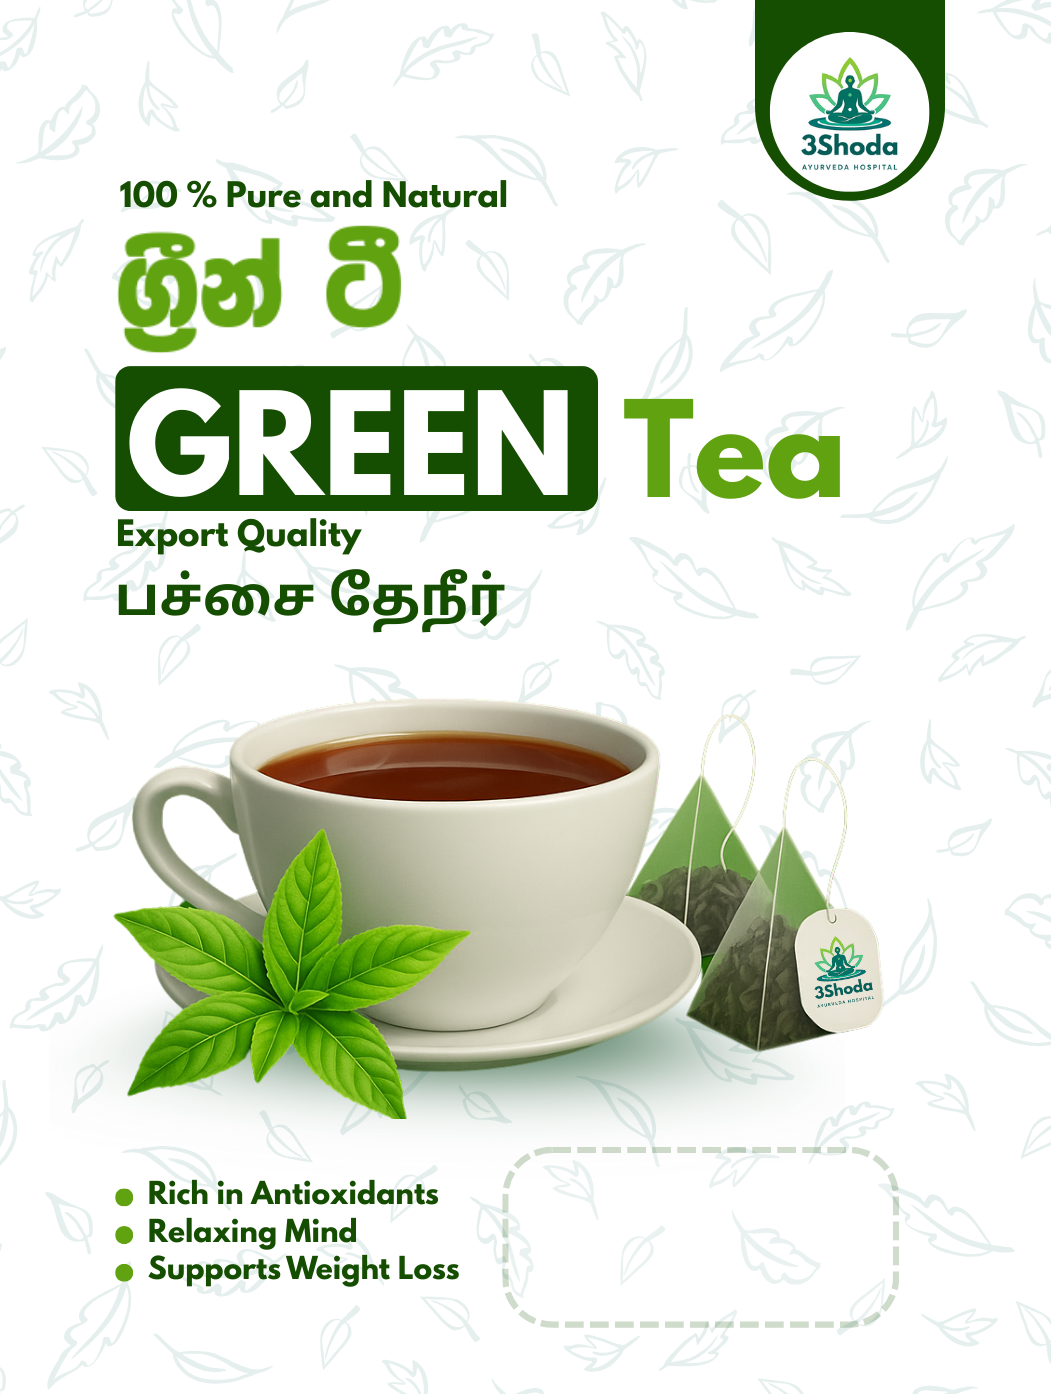 3Shoda
AYURVEDA HOSPITAL
100 % Pure and Natural
ග්‍රීන් ටී
GREEN Tea
Export Quality
பச்சை தேநீர்
3Shoda
AYURVEDA HOSPITAL
Rich in Antioxidants
Relaxing Mind
Supports Weight Loss